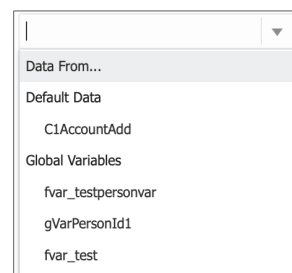 Data From...
Default Data
C1AccountAdd
Global Variables
fvar_testpersonvar
gVarPersonId1
fvar_test